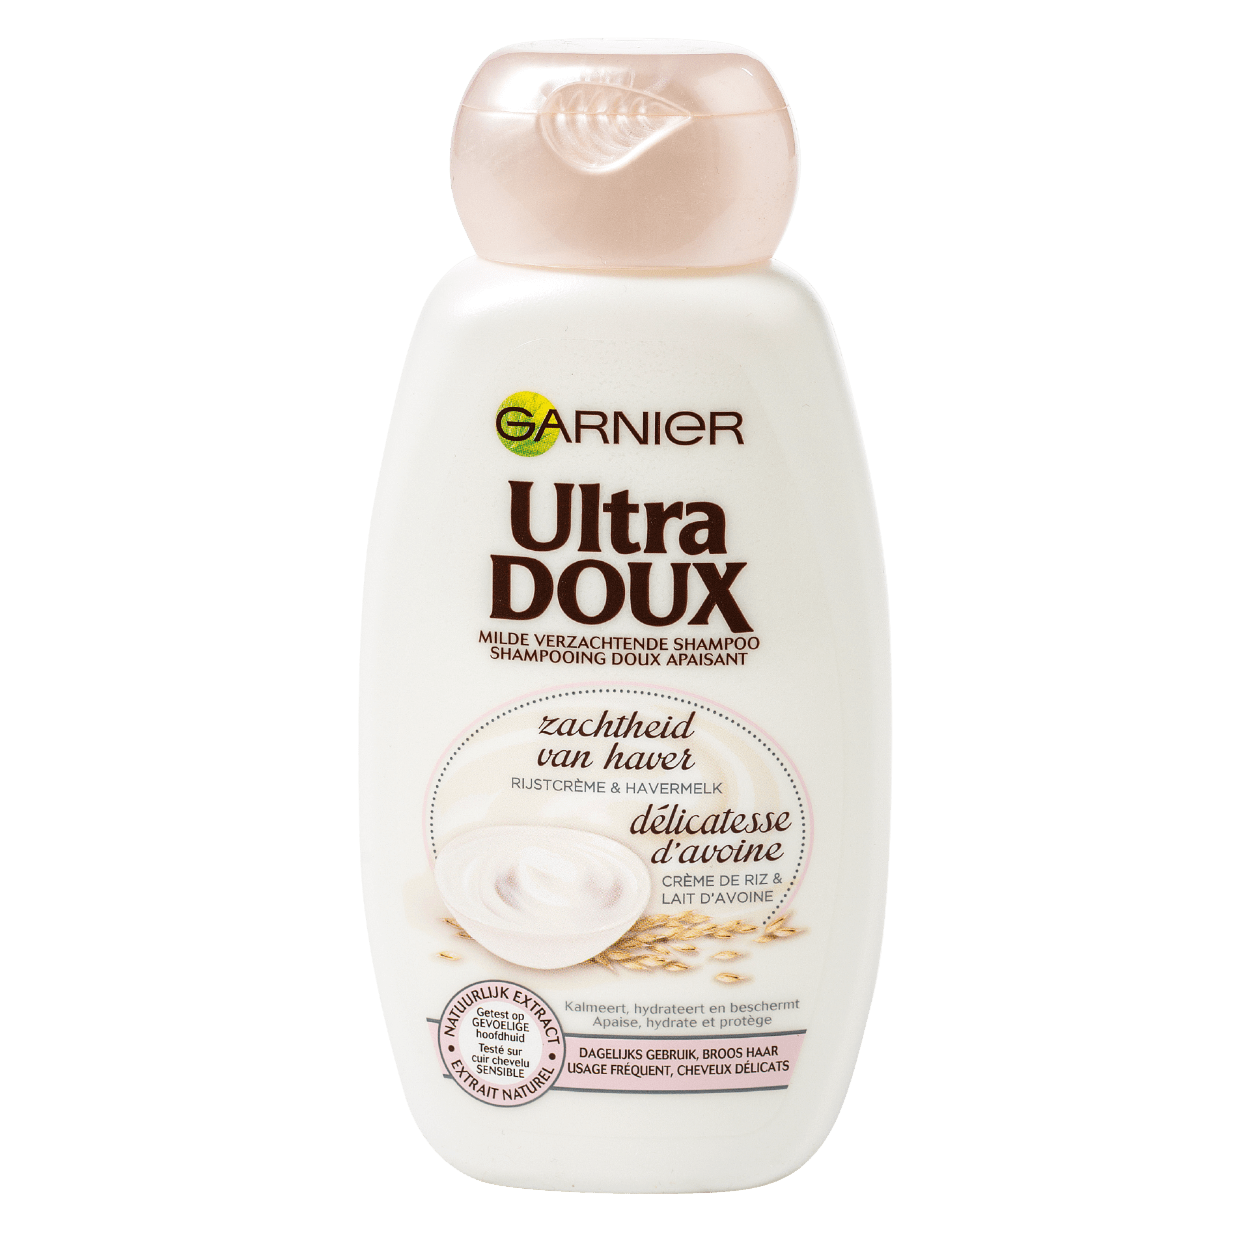 GARNIER
Ultra
DOUX
MILDE VERZACHTENDE SHAMPOO
SHAMPOOING DOUX APAISANT
zachtheid
van haver
RIJSTCRÈME & HAVERMELK
délicatesse
d'avoine
CRÈME DE RIZ &
LAIT D'AVOINE
Kalmeert, hydrateert en beschermt
Apaise, hydrate et protège
NATUURLIJK EXTRACT
Getest op
GEVOELIGE
hoofdhuid
Testé sur
cuir chevelu
SENSIBLE
EXTRAIT NATUREL
DAGELIJKS GEBRUIK, BROOS HAAR
USAGE FRÉQUENT, CHEVEUX DÉLICATS